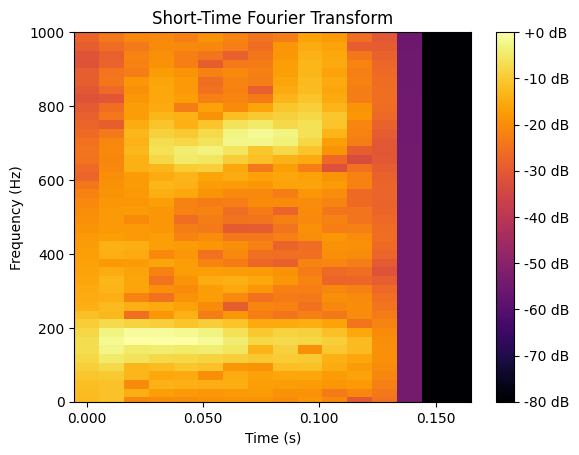 Short-Time Fourier Transform
1000
800
600
400
200
0
Frequency (Hz)
0.000
0.050
0.100
0.150
Time (s)
+0 dB
-10 dB
-20 dB
-30 dB
-40 dB
-50 dB
-60 dB
-70 dB
-80 dB